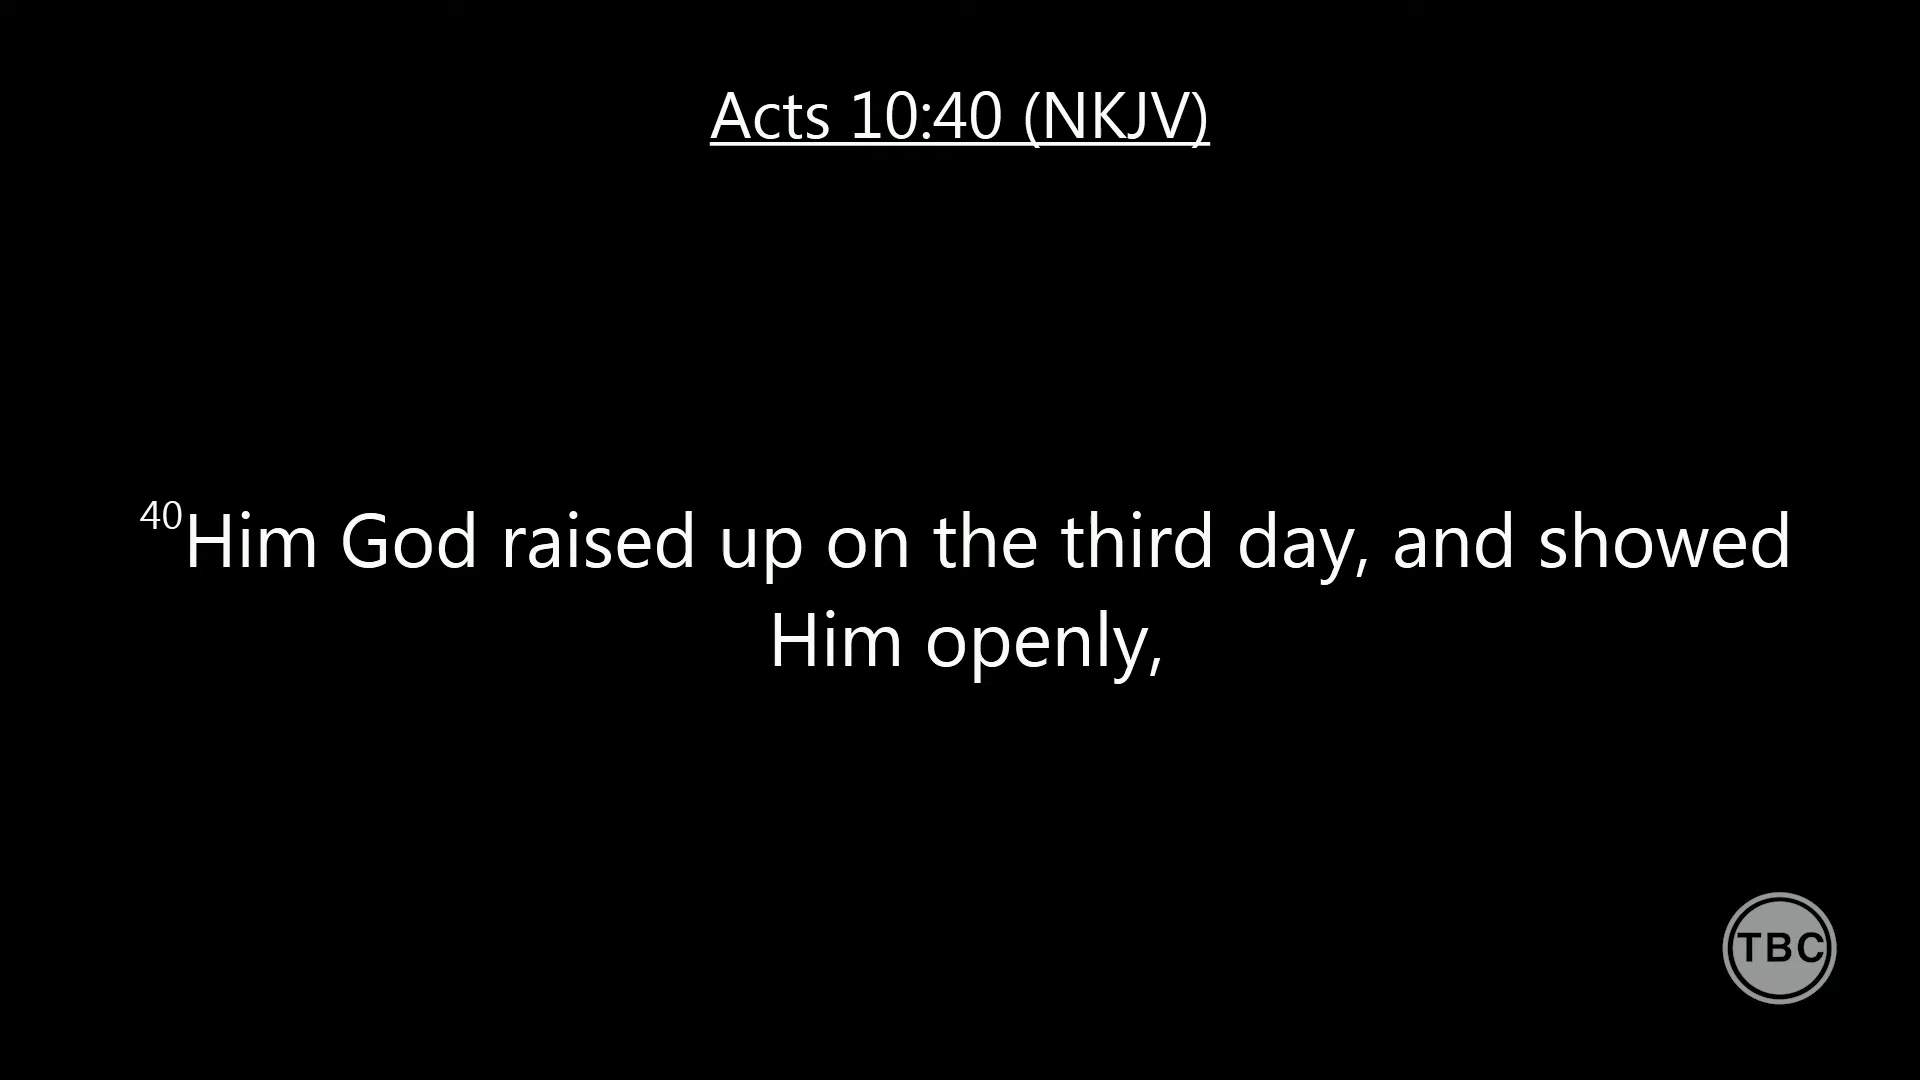 Acts 10:40 (NKJV)
40Him God raised up on the third day, and showed
Him openly,
TBC